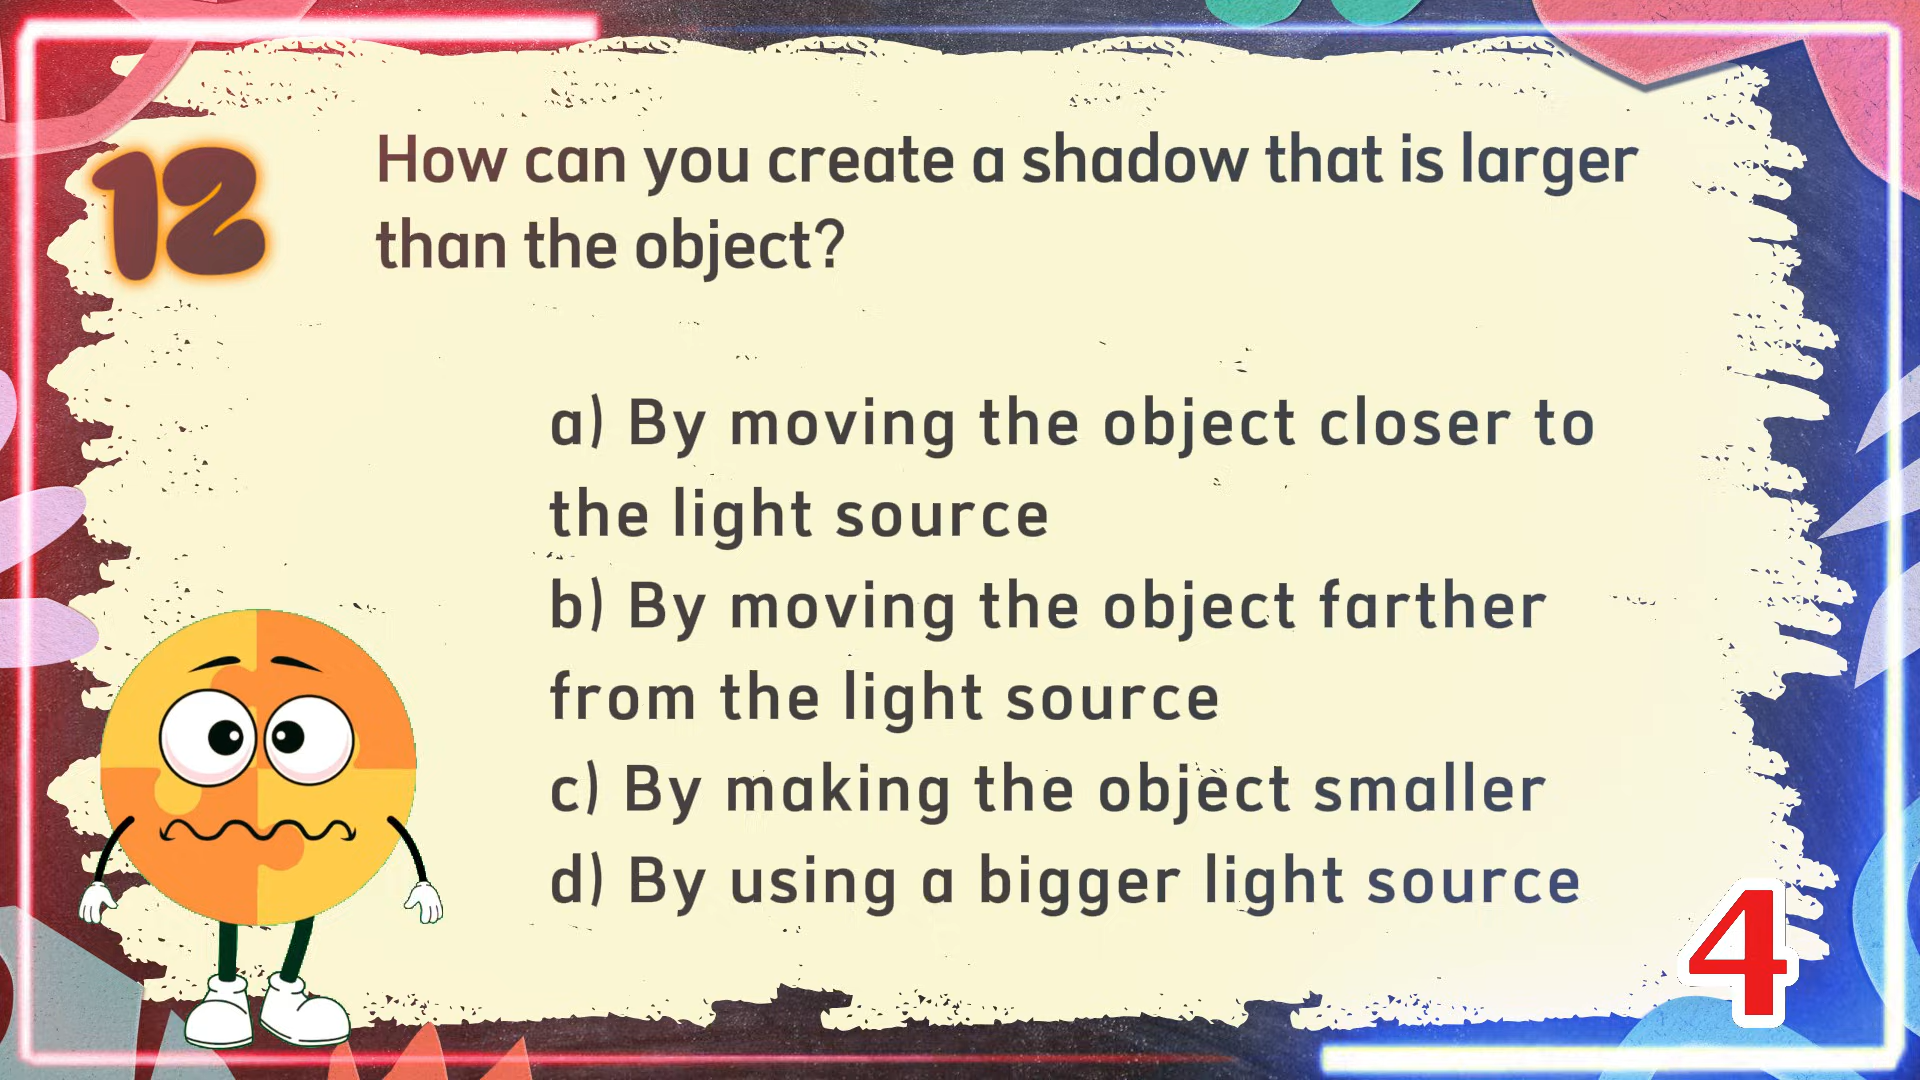 12
How can you create a shadow that is larger
than the object?
a) By moving the object closer to
the light source
b) By moving the object farther
from the light source
c) By making the object smaller
d) By using a bigger light source
4